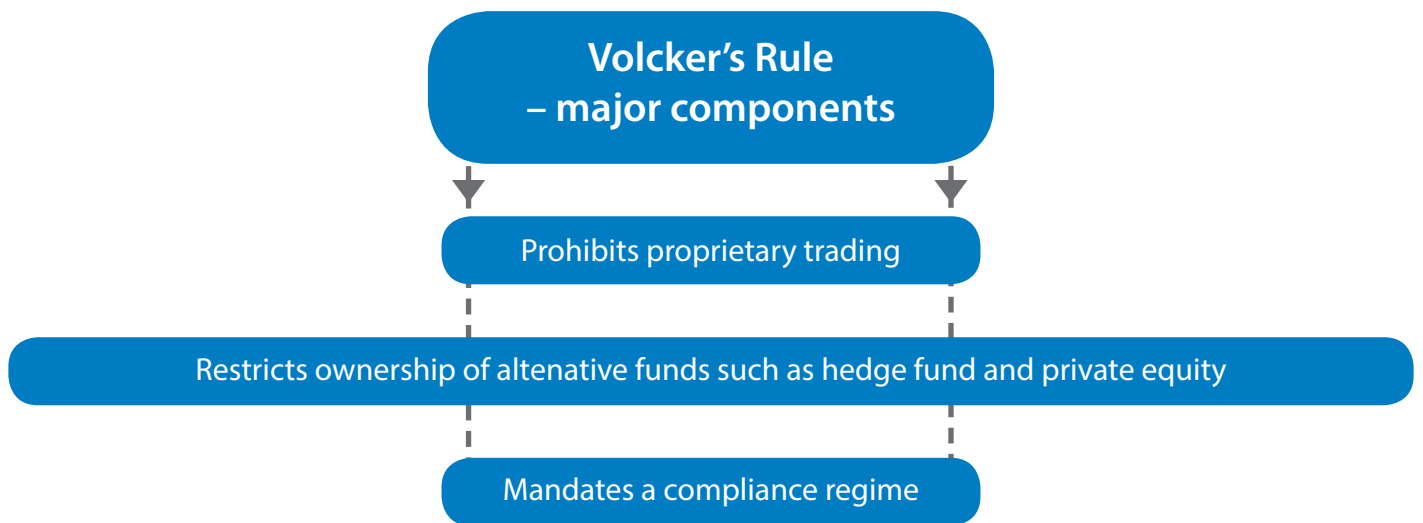 Volcker’s Rule
– major components
Prohibits proprietary trading
Restricts ownership of altenative funds such as hedge fund and private equity
Mandates a compliance regime